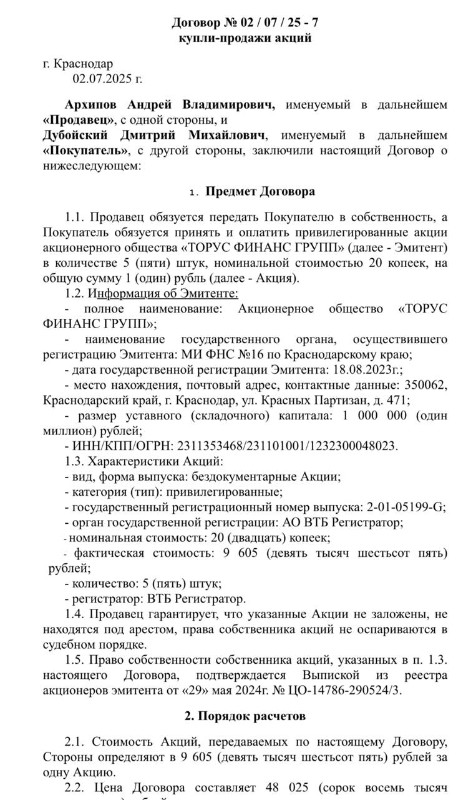 Договор № 02 / 07 / 25 - 7
купли-продажи акций
г. Краснодар
02.07.2025 г.
Архипов Андрей Владимирович, именуемый в дальнейшем
«Продавец», с одной стороны, и
Дубойский Дмитрий Михайлович, именуемый в дальнейшем
«Покупатель», с другой стороны, заключили настоящий Договор о
нижеследующем:
1. Предмет Договора
1.1. Продавец обязуется передать Покупателю в собственность, а
Покупатель обязуется принять и оплатить привилегированные акции
акционерного общества «ТОРУС ФИНАНС ГРУПП» (далее - Эмитент)
в количестве 5 (пяти) штук, номинальной стоимостью 20 копеек, на
общую сумму 1 (один) рубль (далее - Акция).
1.2. Информация об Эмитенте:
- полное наименование: Акционерное общество «ТОРУС
ФИНАНС ГРУПП»;
- наименование государственного органа, осуществившего
регистрацию Эмитента: МИ ФНС №16 по Краснодарскому краю;
- дата государственной регистрации Эмитента: 18.08.2023г.;
- место нахождения, почтовый адрес, контактные данные: 350062,
Краснодарский край, г. Краснодар, ул. Красных Партизан, д. 471;
- размер уставного (складочного) капитала: 1 000 000 (один
миллион) рублей;
- ИНН/КПП/ОГРН: 2311353468/231101001/1232300048023.
1.3. Характеристики Акций:
- вид, форма выпуска: бездокументарные Акции;
- категория (тип): привилегированные;
- государственный регистрационный номер выпуска: 2-01-05199-G;
- орган государственной регистрации: АО ВТБ Регистратор;
- номинальная стоимость: 20 (двадцать) копеек;
- фактическая стоимость: 9 605 (девять тысяч шестьсот пять)
рублей;
- количество: 5 (пять) штук;
- регистратор: ВТБ Регистратор.
1.4. Продавец гарантирует, что указанные Акции не заложены, не
находятся под арестом, права собственника акций не оспариваются в
судебном порядке.
1.5. Право собственности собственника акций, указанных в п. 1.3.
настоящего Договора, подтверждается Выпиской из реестра
акционеров эмитента от «29» мая 2024г. № ЦО-14786-290524/3.
2. Порядок расчетов
2.1. Стоимость Акций, передаваемых по настоящему Договору,
Стороны определяют в 9 605 (девять тысяч шестьсот пять) рублей за
одну Акцию.
2.2. Цена Договора составляет 48 025 (сорок восемь тысяч